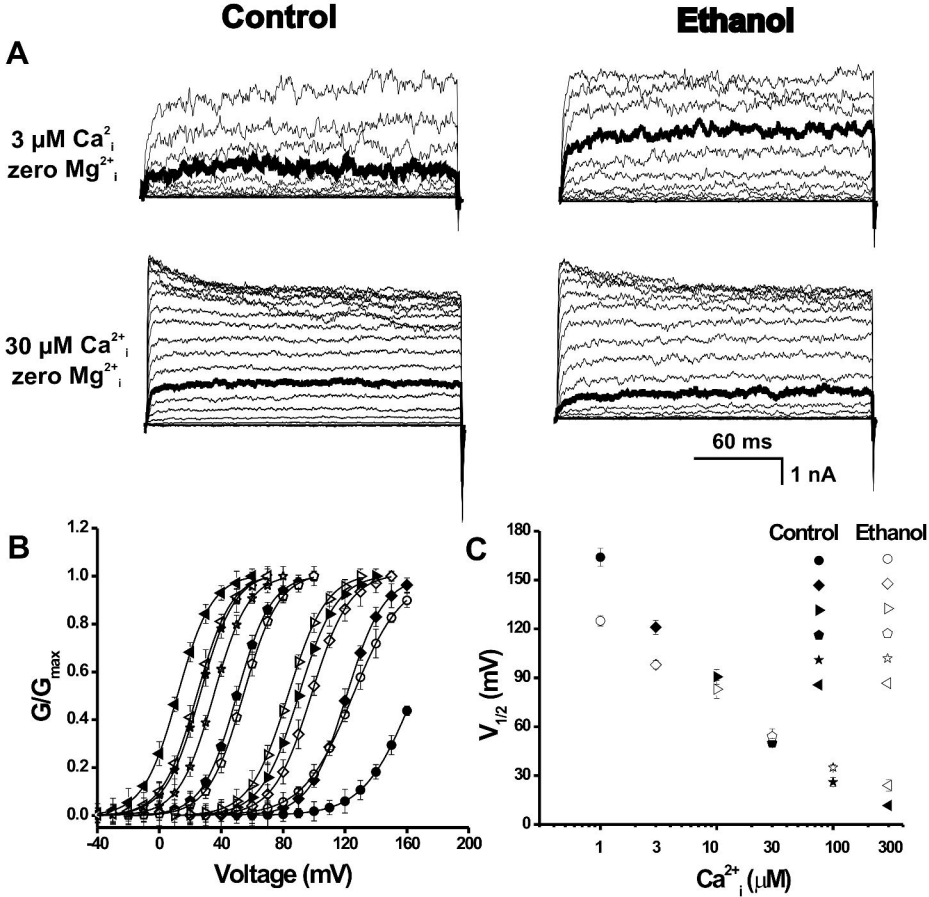 Control
Ethanol
A
3 µM Ca²ᵢ
zero Mg²⁺ᵢ
30 µM Ca²⁺ᵢ
zero Mg²⁺ᵢ
60 ms
1 nA
B
1.2
1.0
0.8
0.6
0.4
0.2
0.0
G/Gmax
-40 0 40 80 120 160 200
Voltage (mV)
C
Control Ethanol
180
150
120
90
60
30
0
V1/2 (mV)
1 3 10 30 100 300
Ca²⁺ᵢ (µM)